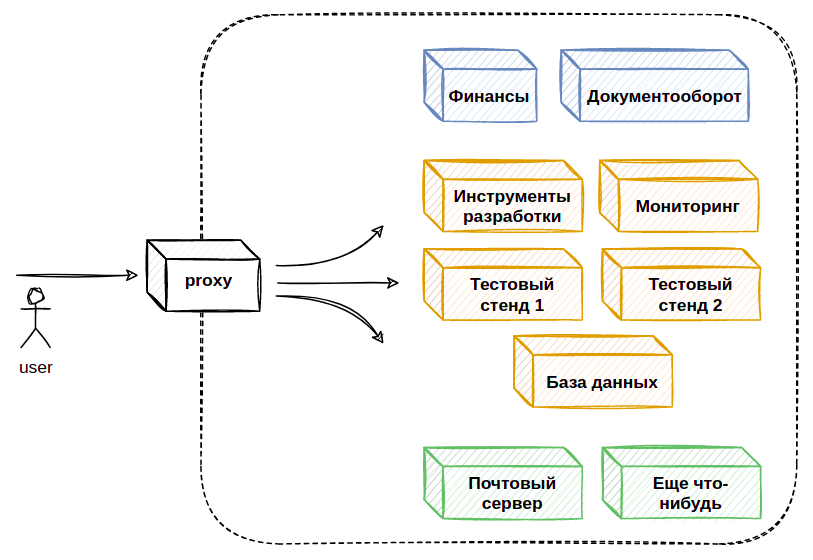 Финансы
Документооборот
Инструменты
разработки
Мониторинг
proxy
Тестовый
стенд 1
Тестовый
стенд 2
user
База данных
Почтовый
сервер
Еще что-
нибудь